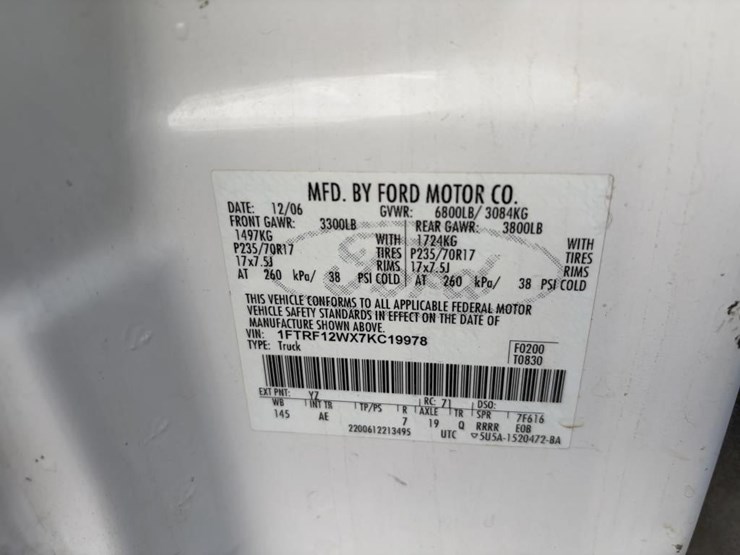 MFD. BY FORD MOTOR CO.
DATE: 12/06 GVWR: 6800LB/ 3084KG
FRONT GAWR: 3300LB REAR GAWR: 3800LB
1497KG WITH 1724KG WITH
P235/70R17 TIRES P235/70R17 TIRES
17x7.5J RIMS 17x7.5J RIMS
AT 260 kPa/ 38 PSI COLD AT 260 kPa/ 38 PSI COLD
Ford
THIS VEHICLE CONFORMS TO ALL APPLICABLE FEDERAL MOTOR
VEHICLE SAFETY STANDARDS IN EFFECT ON THE DATE OF
MANUFACTURE SHOWN ABOVE.
VIN: 1FTRF12WX7KC19978 F0200
TYPE: Truck T0830
EXT PNT: YZ RC: 71 DSO:
WB INT TR TP/PS R AXLE TR SPR 7F616
145 AE 7 19 Q RRRR EOB
220061221349S UTC 5U5A-1520472-BA